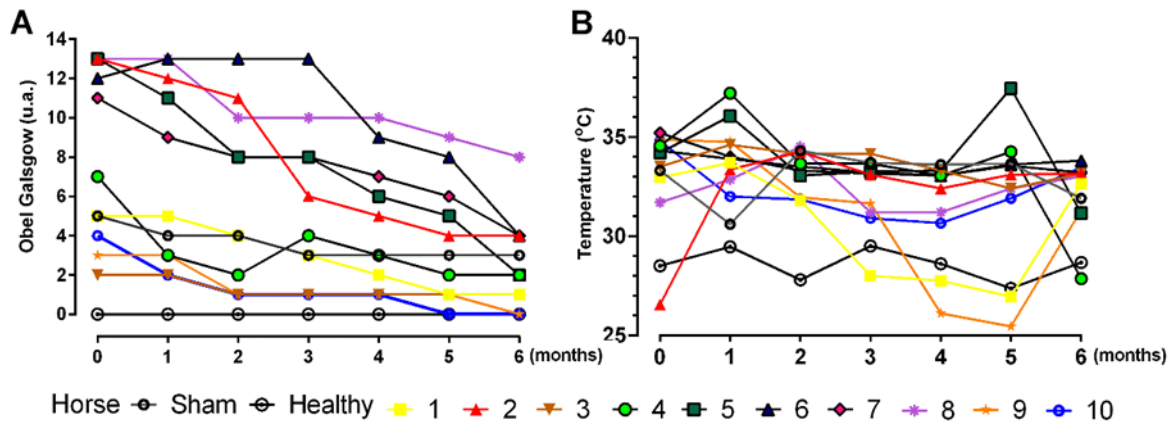 A
B
Obel Galsgow (u.a.)
14
12
10
8
6
4
2
0
0 1 2 3 4 5 6 (months)
Temperature (°C)
40
35
30
25
0 1 2 3 4 5 6 (months)
Horse Sham Healthy 1 2 3 4 5 6 7 8 9 10